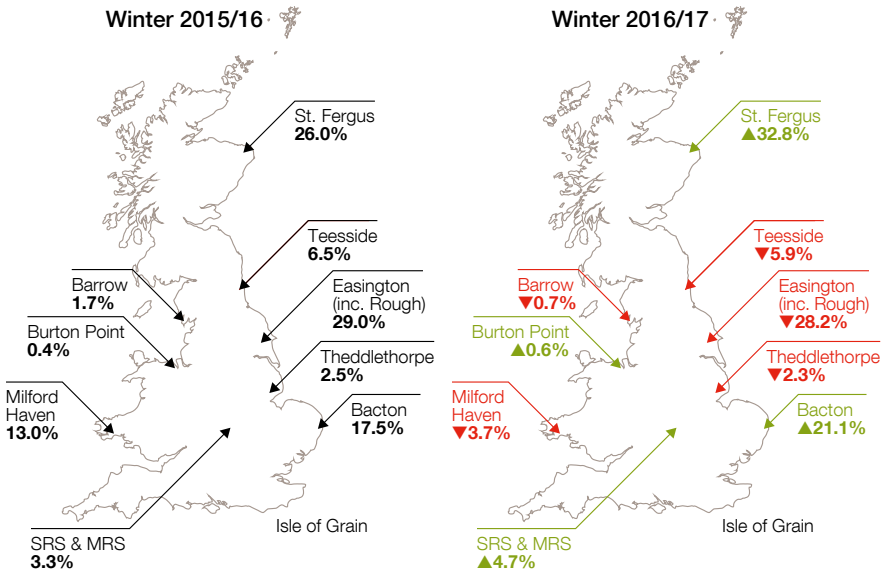 Winter 2015/16
St. Fergus
26.0%
Teesside
6.5%
Barrow
1.7%
Easington
(inc. Rough)
29.0%
Burton Point
0.4%
Theddlethorpe
2.5%
Milford
Haven
13.0%
Bacton
17.5%
Isle of Grain
SRS & MRS
3.3%
Winter 2016/17
St. Fergus
▲32.8%
Teesside
▼5.9%
Barrow
▼0.7%
Easington
(inc. Rough)
▼28.2%
Burton Point
▲0.6%
Theddlethorpe
▼2.3%
Milford
Haven
▼3.7%
Bacton
▲21.1%
Isle of Grain
SRS & MRS
▲4.7%